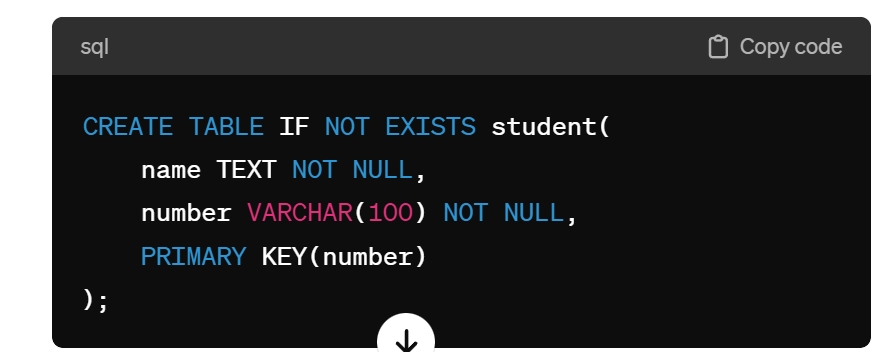 sql
Copy code
CREATE TABLE IF NOT EXISTS student(
name TEXT NOT NULL,
number VARCHAR(100) NOT NULL,
PRIMARY KEY(number)
);